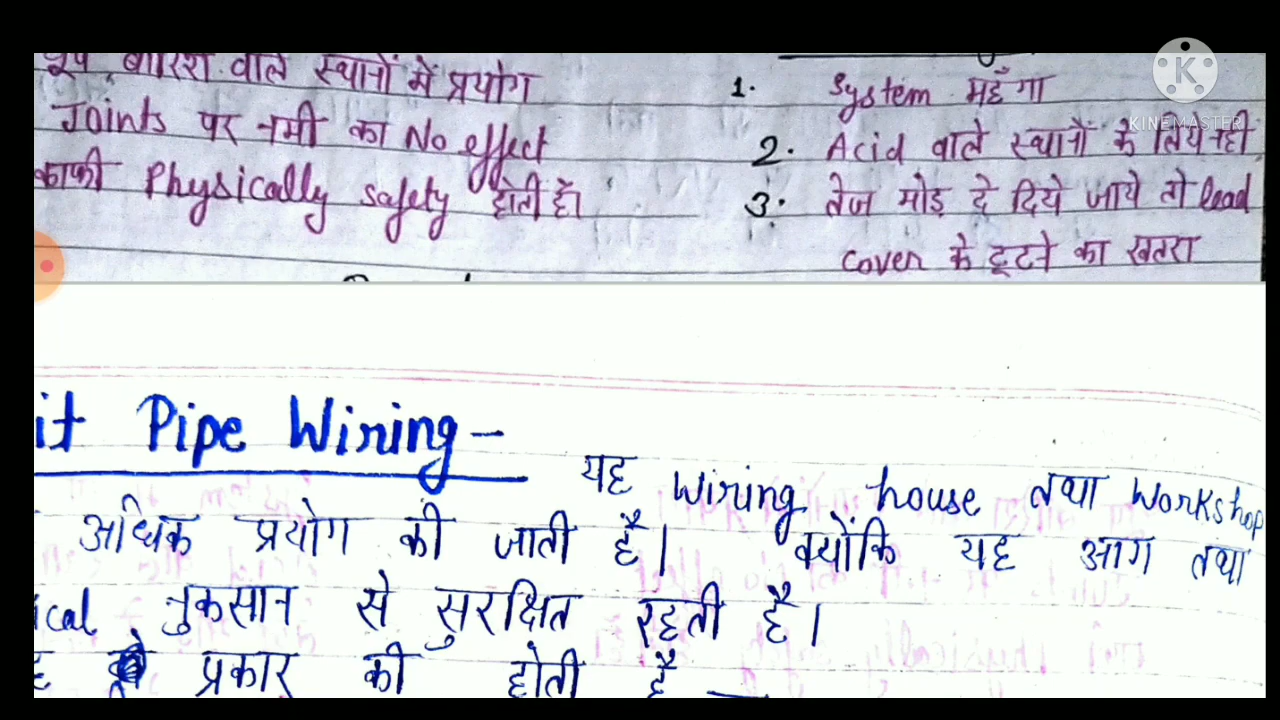 धूप बारिश वाले स्थानों में प्रयोग
Joints पर नमी का No effect
काफी Physically safety होती हैं।
1. System महँगा
2. Acid वाले स्थानों के लिये नही
3. तेज मोड़ दे दिये जाये तो lead
cover के टूटने का खतरा
KINEMASTER
it Pipe Wiring -
यह wiring house तथा Workshop
अधिक प्रयोग की जाती है। क्योंकि यह आग तथा
ical नुकसान से सुरक्षित रहती है।
प्रकार की होती है —